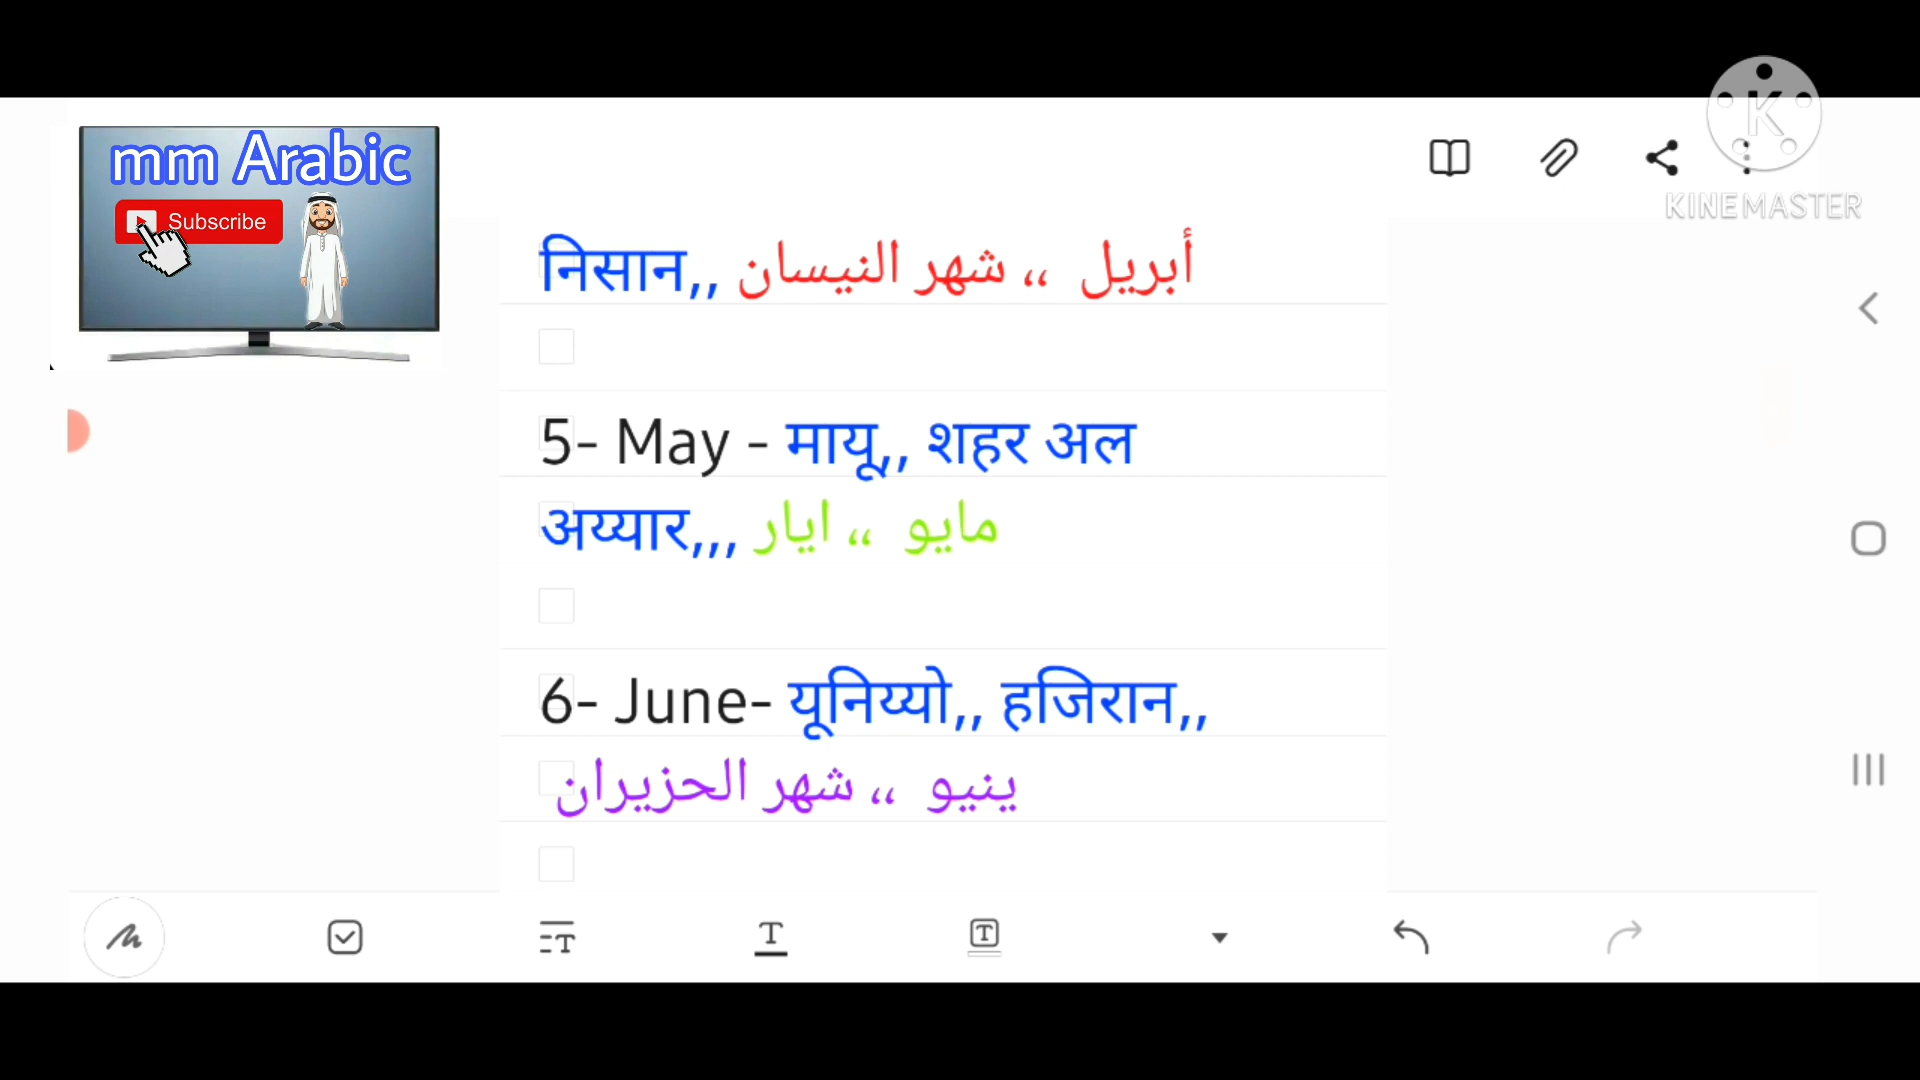 mm Arabic
Subscribe
KINEMASTER
निसान,, أبريل ،، شهر النيسان
5- May - मायू,, शहर अल
अय्यार,,, مايو ،، ايار
6- June- यूनिय्यो,, हजिरान,,
ينيو ،، شهر الحزيران